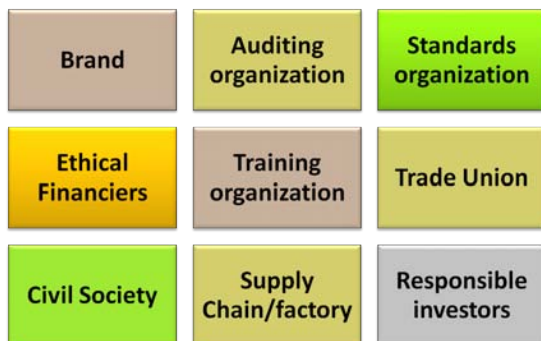 Brand
Auditing
organization
Standards
organization
Ethical
Financiers
Training
organization
Trade Union
Civil Society
Supply
Chain/factory
Responsible
investors